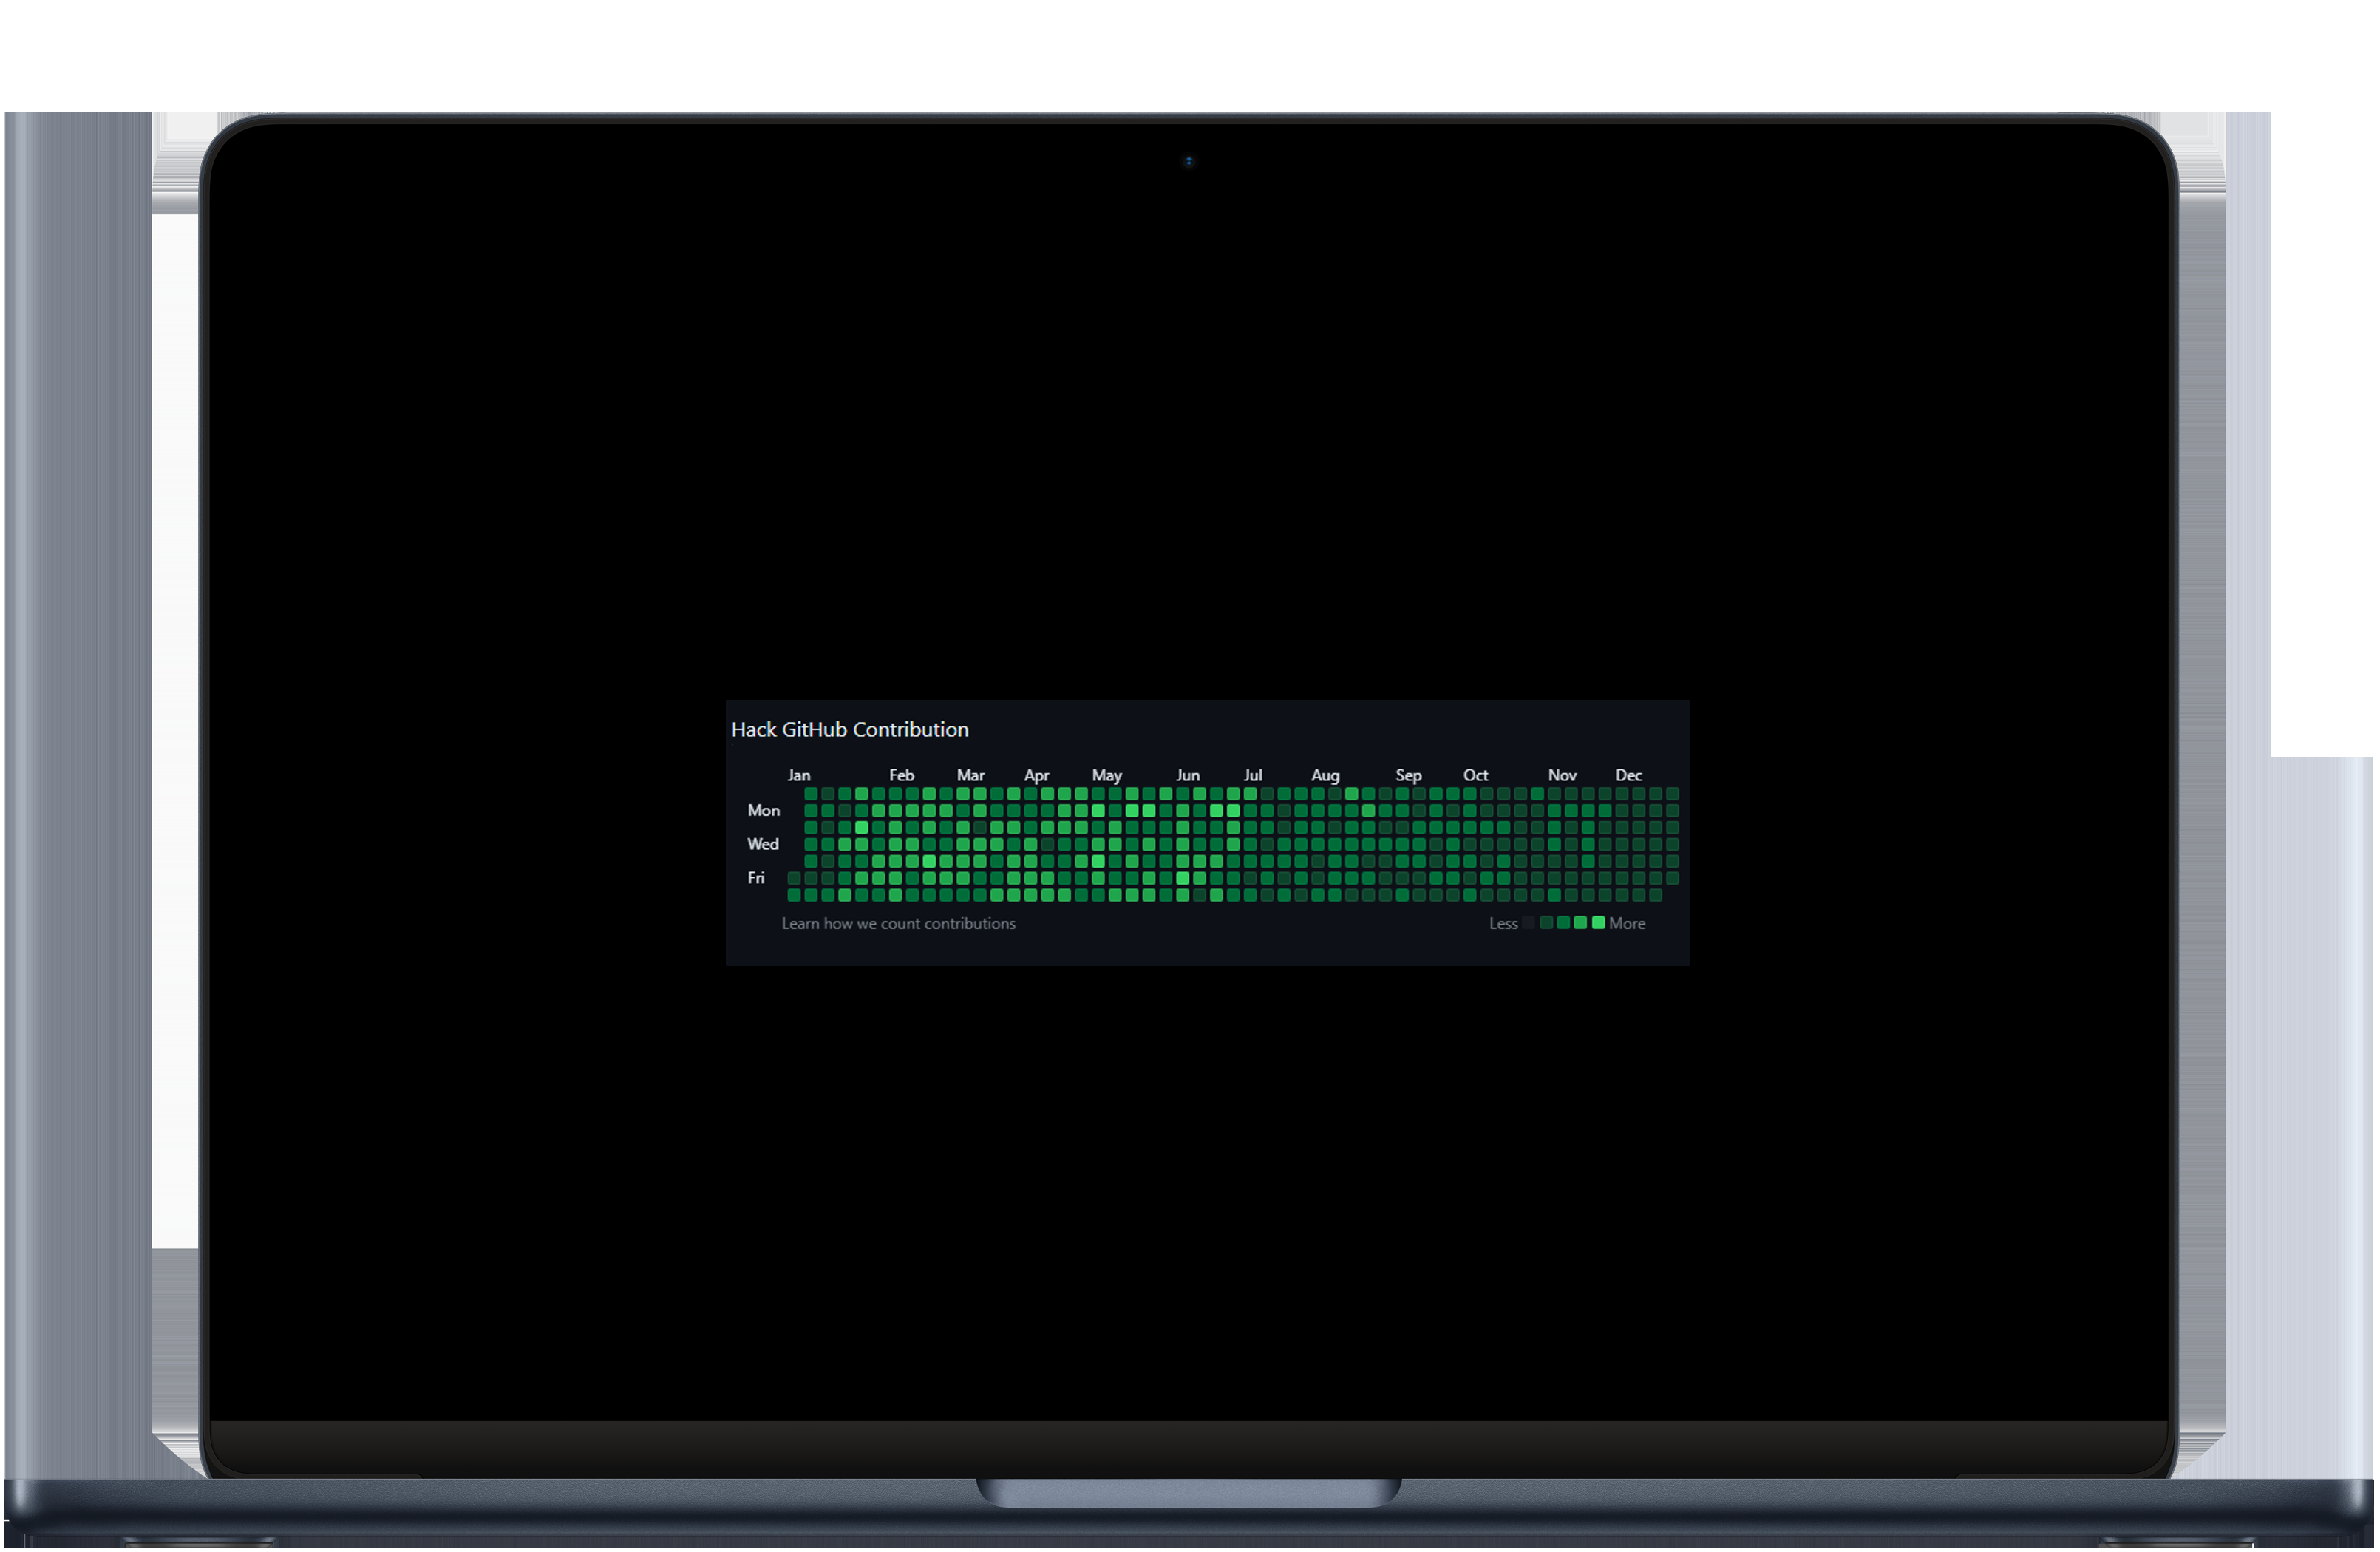 Hack GitHub Contribution
Jan Feb Mar Apr May Jun Jul Aug Sep Oct Nov Dec
Mon
Wed
Fri
Learn how we count contributions Less More